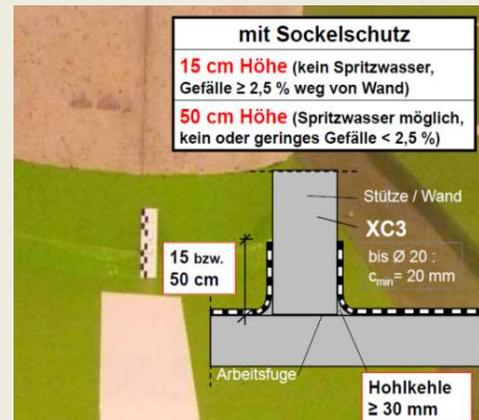 mit Sockelschutz
15 cm Höhe (kein Spritzwasser,
Gefälle ≥ 2,5 % weg von Wand)
50 cm Höhe (Spritzwasser möglich,
kein oder geringes Gefälle < 2,5 %)
Stütze / Wand
XC3
bis Ø 20 :
cmin= 20 mm
15 bzw.
50 cm
Arbeitsfuge
Hohlkehle
≥ 30 mm